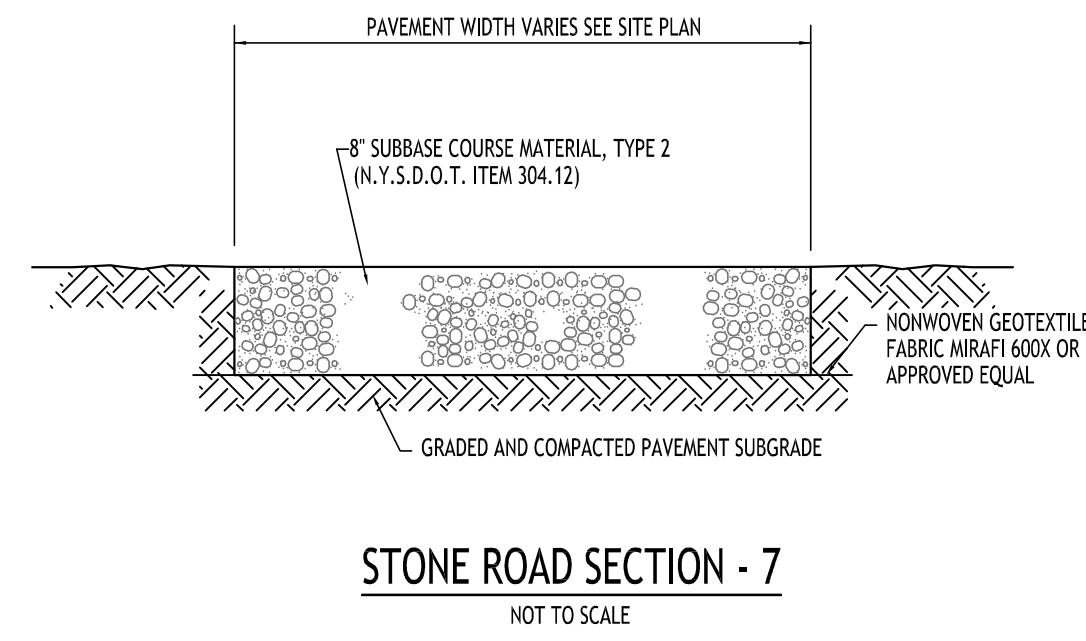 PAVEMENT WIDTH VARIES SEE SITE PLAN
8" SUBBASE COURSE MATERIAL, TYPE 2
(N.Y.S.D.O.T. ITEM 304.12)
NONWOVEN GEOTEXTILE
FABRIC MIRAFI 600X OR
APPROVED EQUAL
GRADED AND COMPACTED PAVEMENT SUBGRADE
STONE ROAD SECTION - 7
NOT TO SCALE